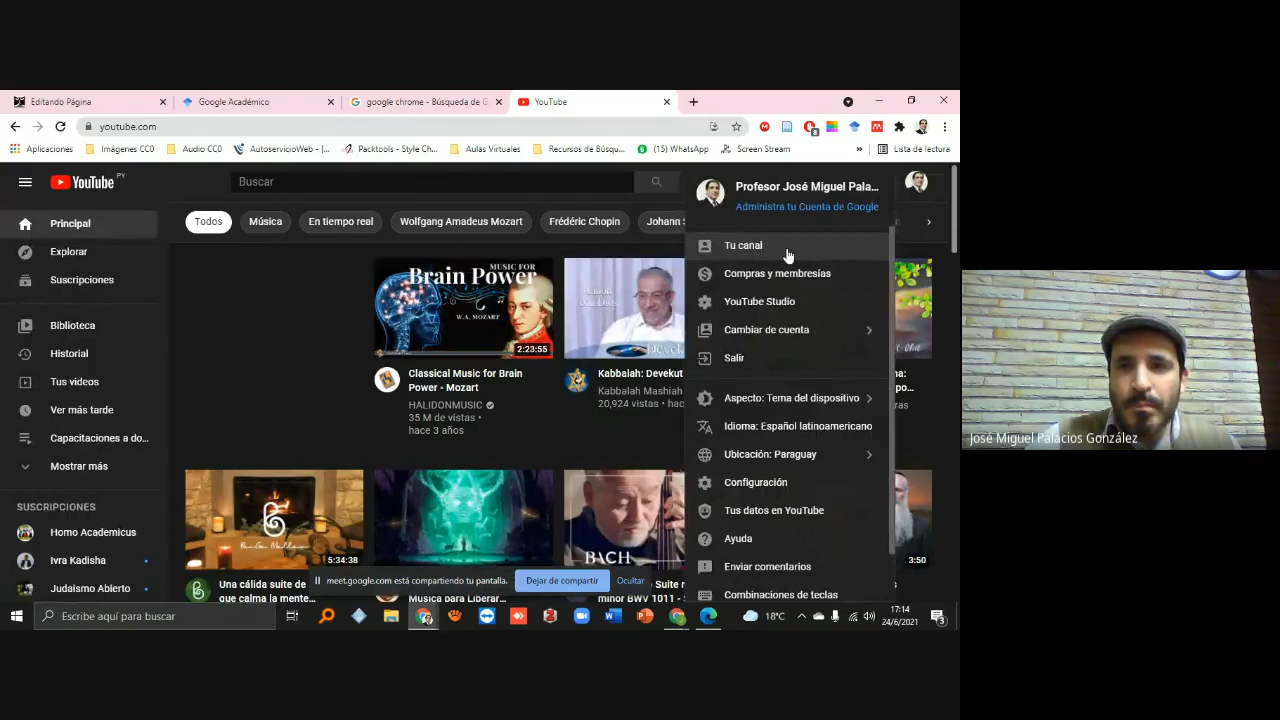 Editando Página
Google Académico
google chrome - Búsqueda de G
YouTube
youtube.com
8
Aplicaciones
Imágenes CC0
Audio CC0
AutoservicioWeb - [...
Packtools - Style Ch...
Aulas Virtuales
Recursos de Búsqu...
(15) WhatsApp
Screen Stream
»
Lista de lectura
YouTube PY
Buscar
Profesor José Miguel Pala...
Administra tu Cuenta de Google
Principal
Explorar
Suscripciones
Biblioteca
Historial
Tus videos
Ver más tarde
Capacitaciones a do...
Mostrar más
SUSCRIPCIONES
Homo Academicus
Ivra Kadisha
Judaismo Abierto
Todos
Música
En tiempo real
Wolfgang Amadeus Mozart
Frédéric Chopin
Johann S
MUSIC FOR
Brain Power
W.A. MOZART
2:23:55
Classical Music for Brain
Power - Mozart
HALIDONMUSIC
35 M de vistas •
hace 3 años
Kabbalah: Devekut
Kabbalah Mashiah
20,924 vistas • hac
Tu canal
Compras y membresías
YouTube Studio
Cambiar de cuenta
Salir
Aspecto: Tema del dispositivo
Idioma: Español latinoamericano
Ubicación: Paraguay
Configuración
Tus datos en YouTube
Ayuda
Enviar comentarios
Combinaciones de teclas
5:34:38
BACH
3:50
Una cálida suite de
que calma la ment
Música para Liberar
minor BWV 1011 - Sui
meet.google.com está compartiendo tu pantalla.
Dejar de compartir
Ocultar
Escribe aquí para buscar
18°C
17:14
24/6/2021
3
José Miguel Palacios González